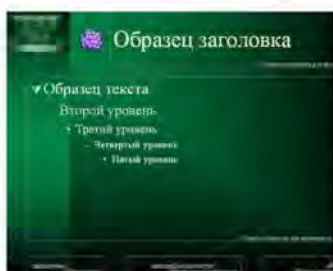 Образец заголовка
Образец текста
Второй уровень
Третий уровень
Четвертый уровень
Пятый уровень